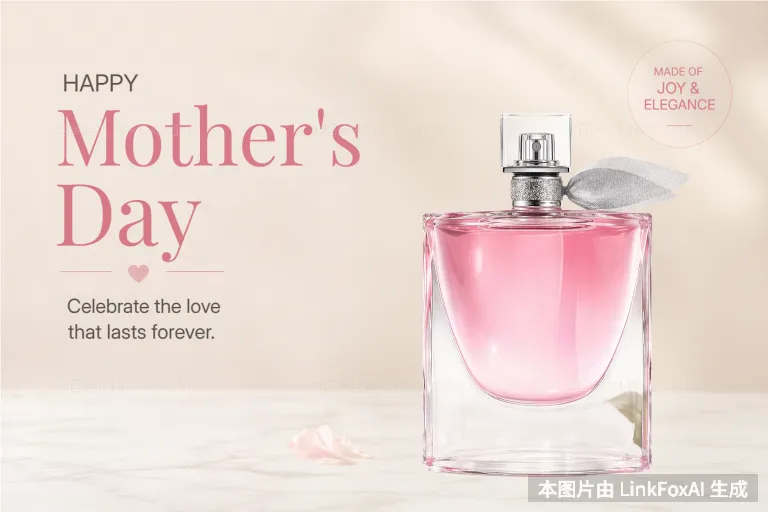 HAPPY
Mother's
Day
Celebrate the love
that lasts forever.
MADE OF
JOY &
ELEGANCE
本图片由 LinkFoxAI 生成